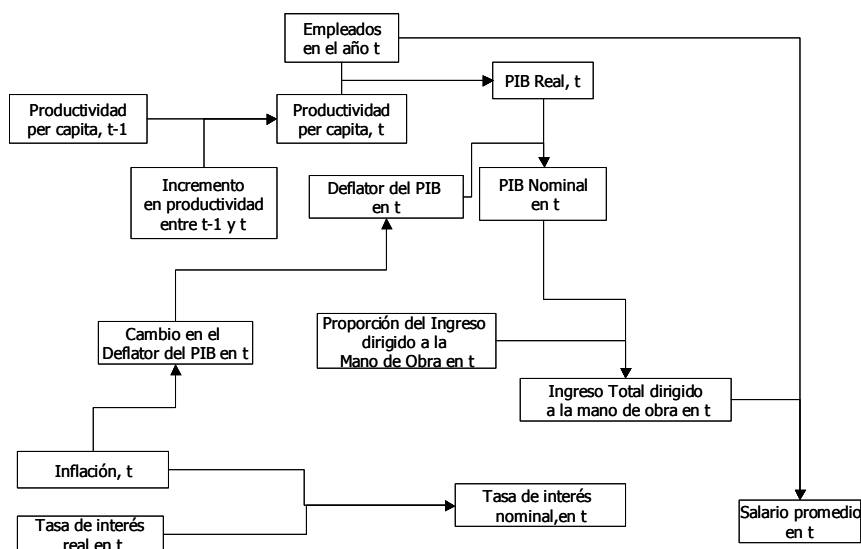 Empleados
en el año t
PIB Real, t
Productividad
per capita, t-1
Productividad
per capita, t
Incremento
en productividad
entre t-1 y t
Deflator del PIB
en t
PIB Nominal
en t
Cambio en el
Deflator del PIB en t
Proporción del Ingreso
dirigido a la
Mano de Obra en t
Ingreso Total dirigido
a la mano de obra en t
Inflación, t
Tasa de interés
nominal,en t
Tasa de interés
real,en t
Salario promedio
en t